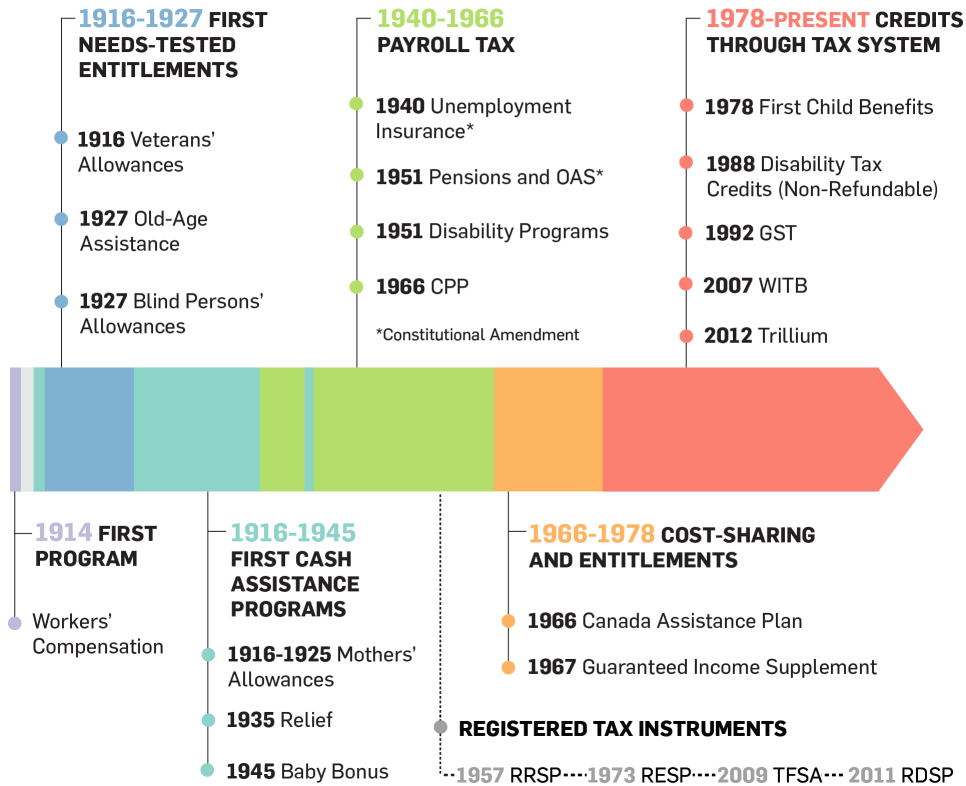 1916-1927 FIRST
NEEDS-TESTED
ENTITLEMENTS
1916 Veterans’
Allowances
1927 Old-Age
Assistance
1927 Blind Persons’
Allowances
1940-1966
PAYROLL TAX
1940 Unemployment
Insurance*
1951 Pensions and OAS*
1951 Disability Programs
1966 CPP
*Constitutional Amendment
1978-PRESENT CREDITS
THROUGH TAX SYSTEM
1978 First Child Benefits
1988 Disability Tax
Credits (Non-Refundable)
1992 GST
2007 WITB
2012 Trillium
1914 FIRST
PROGRAM
Workers’
Compensation
1916-1945
FIRST CASH
ASSISTANCE
PROGRAMS
1916-1925 Mothers’
Allowances
1935 Relief
1945 Baby Bonus
1966-1978 COST-SHARING
AND ENTITLEMENTS
1966 Canada Assistance Plan
1967 Guaranteed Income Supplement
REGISTERED TAX INSTRUMENTS
1957 RRSP 1973 RESP 2009 TFSA 2011 RDSP